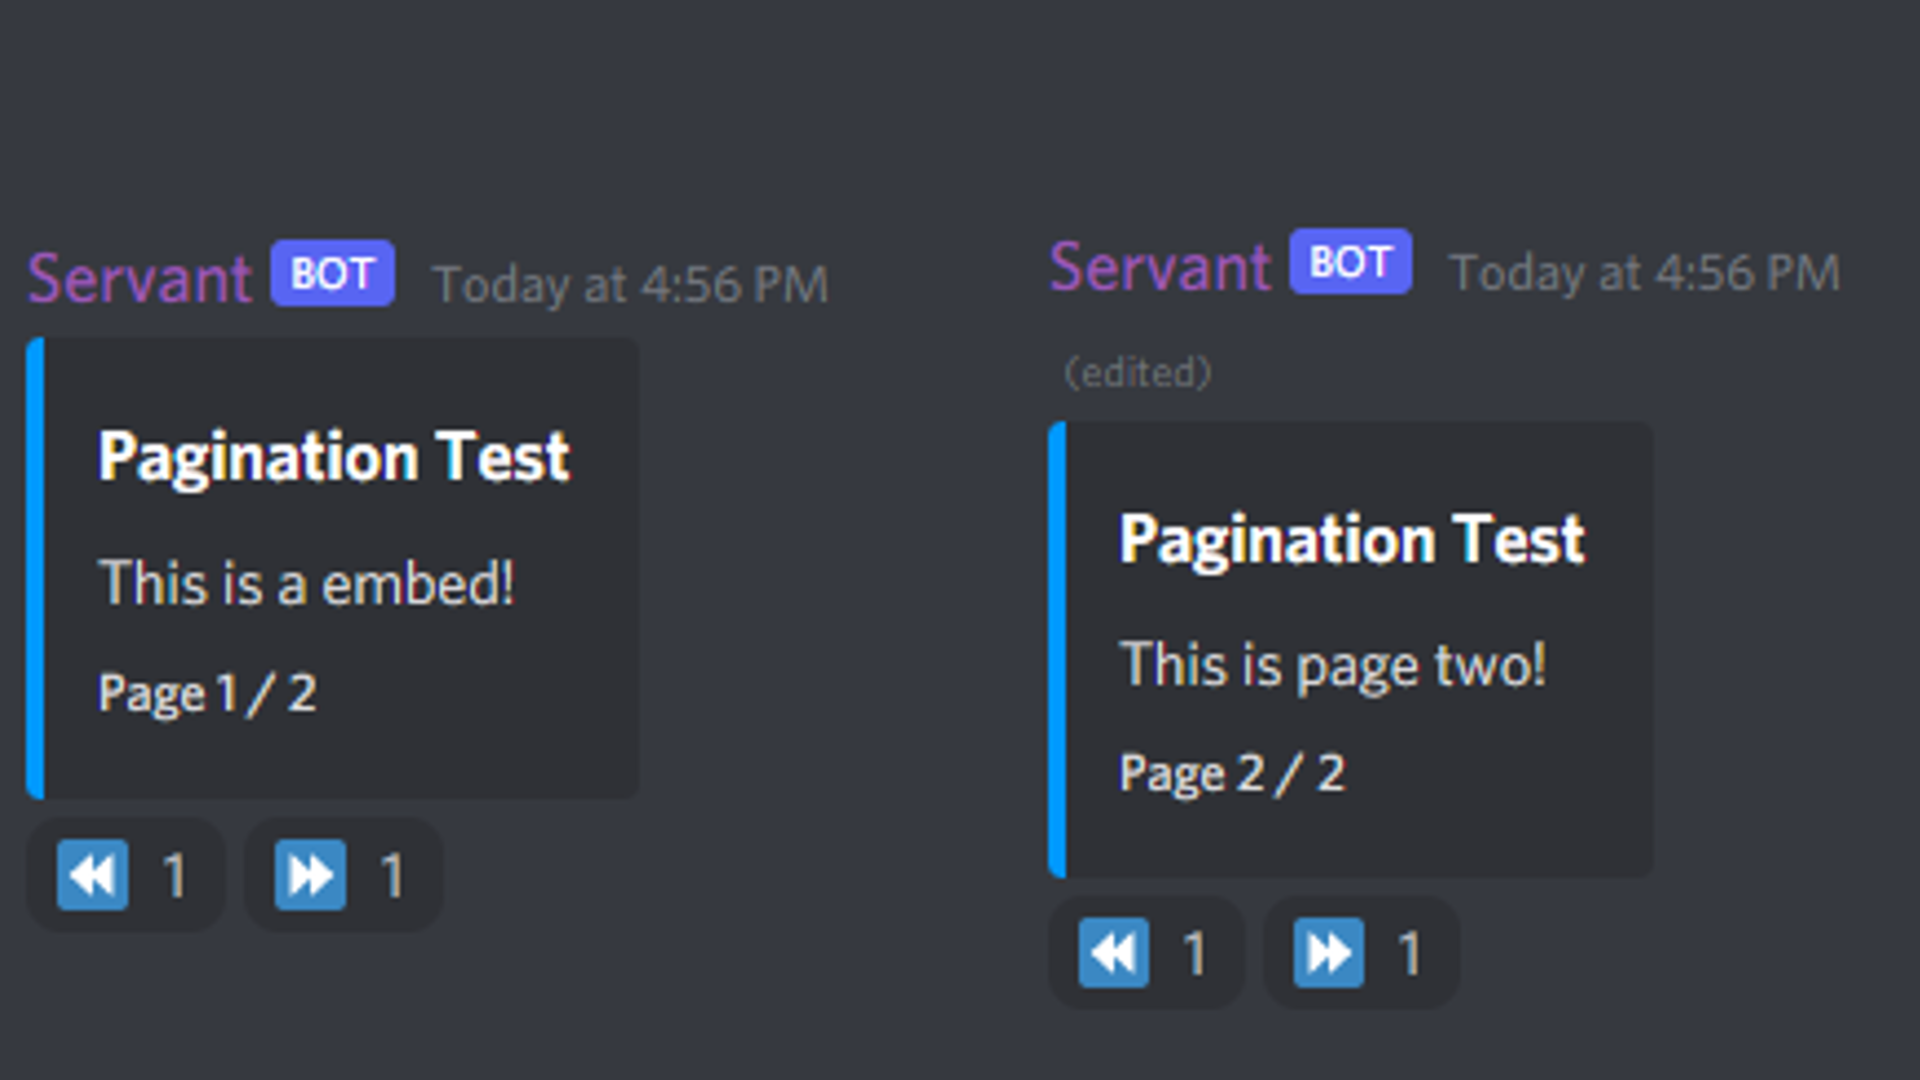 Servant BOT Today at 4:56 PM
Pagination Test
This is a embed!
Page 1 / 2
1 1
Servant BOT Today at 4:56 PM
(edited)
Pagination Test
This is page two!
Page 2 / 2
1 1